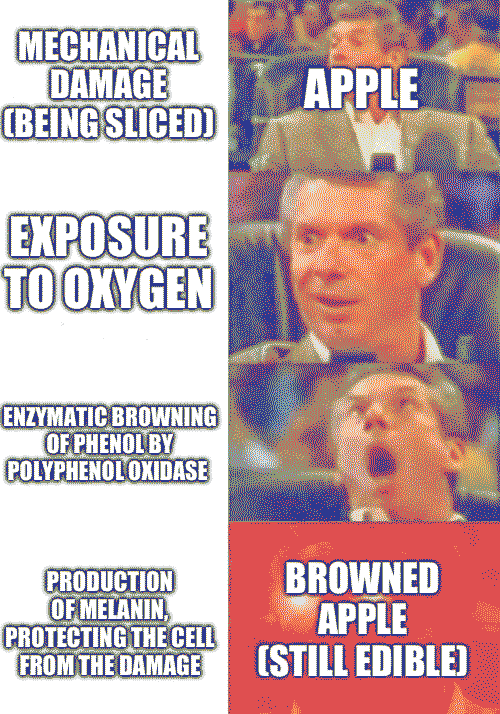 MECHANICAL
DAMAGE
(BEING SLICED)
APPLE
EXPOSURE
TO OXYGEN
ENZYMATIC BROWNING
OF PHENOL BY
POLYPHENOL OXIDASE
PRODUCTION
OF MELANIN,
PROTECTING THE CELL
FROM THE DAMAGE
BROWNED
APPLE
(STILL EDIBLE)